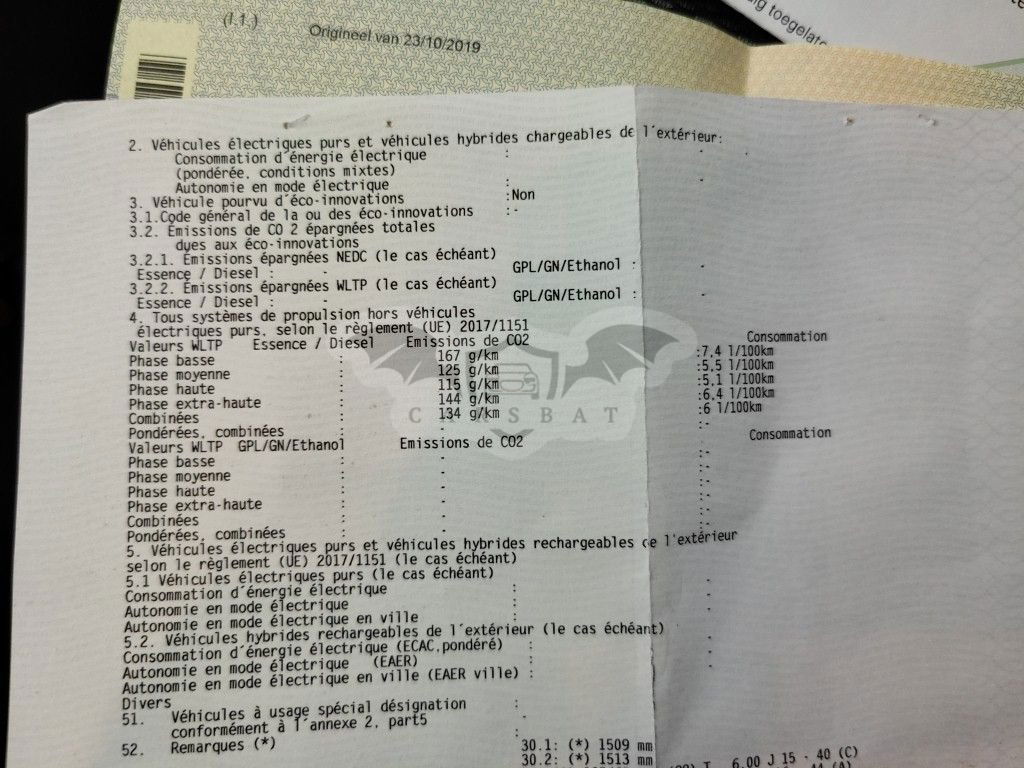 (I.1.)
Origineel van 23/10/2019
toegelaten
2. Véhicules électriques purs et véhicules hybrides chargeables de l´extérieur:
Consommation d´énergie électrique : -
(pondérée, conditions mixtes)
Autonomie en mode électrique : -
3. Véhicule pourvu d´éco-innovations :Non
3.1.Code général de la ou des éco-innovations :-
3.2. Emissions de CO 2 épargnées totales
dues aux éco-innovations
3.2.1. Emissions épargnées NEDC (le cas échéant)
Essence / Diesel : - GPL/GN/Ethanol : -
3.2.2. Emissions épargnées WLTP (le cas échéant)
Essence / Diesel : - GPL/GN/Ethanol : -
4. Tous systèmes de propulsion hors véhicules
électriques purs, selon le règlement (UE) 2017/1151
Valeurs WLTP Essence / Diesel Emissions de CO2 Consommation
Phase basse : 167 g/km :7,4 l/100km
Phase moyenne : 125 g/km :5,5 l/100km
Phase haute : 115 g/km :5,1 l/100km
Phase extra-haute : 144 g/km :6,4 l/100km
Combinées : 134 g/km :6 l/100km
Pondérées, combinées : - :-
Valeurs WLTP GPL/GN/Ethanol Emissions de CO2 Consommation
Phase basse : - :-
Phase moyenne : - :-
Phase haute : - :-
Phase extra-haute : - :-
Combinées : - :-
Pondérées, combinées : - :-
5. Véhicules électriques purs et véhicules hybrides rechargeables de l'extérieur
selon le règlement (UE) 2017/1151 (le cas échéant)
5.1 Véhicules électriques purs (le cas échéant)
Consommation d´énergie électrique : -
Autonomie en mode électrique : -
Autonomie en mode électrique en ville : -
5.2. Véhicules hybrides rechargeables de l´extérieur (le cas échéant)
Consommation d´énergie électrique (ECAC,pondéré) : -
Autonomie en mode électrique (EAER) : -
Autonomie en mode électrique en ville (EAER ville) : -
Divers
51. Véhicules à usage spécial désignation :
conformément à l´annexe 2, part5 -
52. Remarques (*) :
30.1: (*) 1509 mm
30.2: (*) 1513 mm
T 6.00 J 15 - 40 (C)
CARSBAT